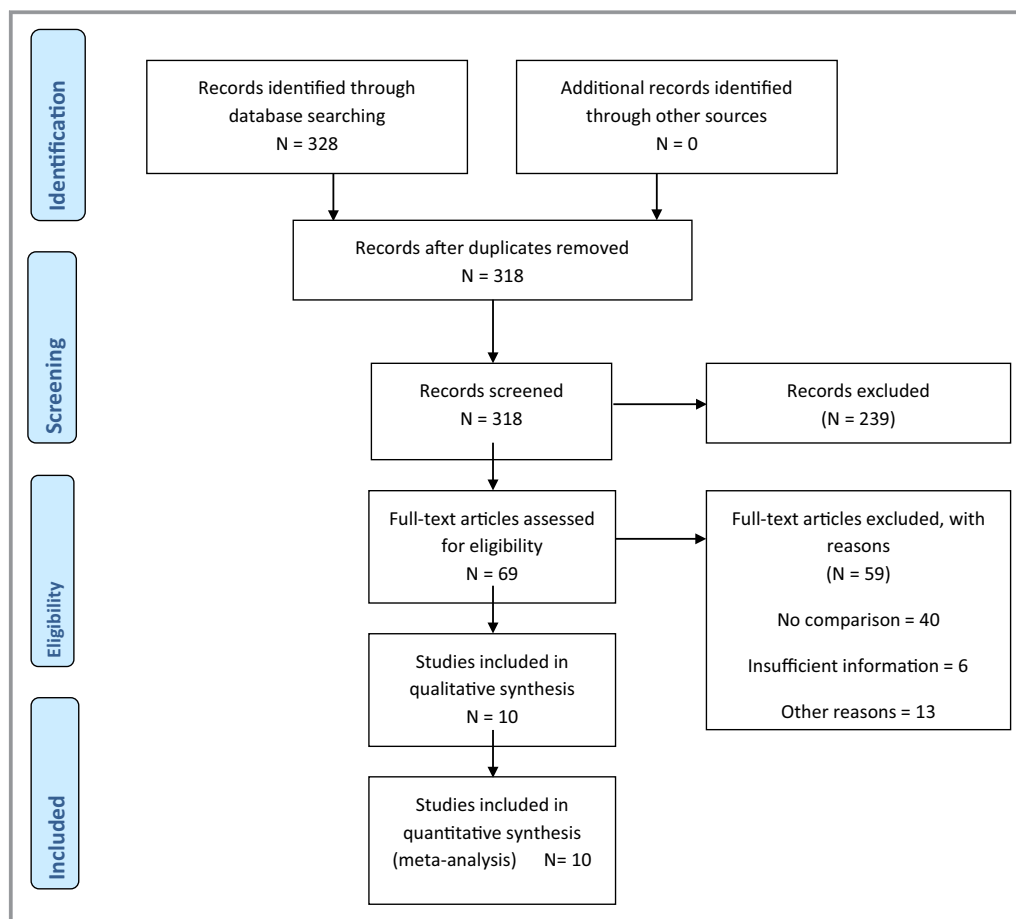 Identification
Records identified through
database searching
N = 328
Additional records identified
through other sources
N = 0
Records after duplicates removed
N = 318
Screening
Records screened
N = 318
Records excluded
(N = 239)
Eligibility
Full-text articles assessed
for eligibility
N = 69
Full-text articles excluded, with
reasons
(N = 59)
No comparison = 40
Insufficient information = 6
Other reasons = 13
Studies included in
qualitative synthesis
N = 10
Included
Studies included in
quantitative synthesis
(meta-analysis) N= 10